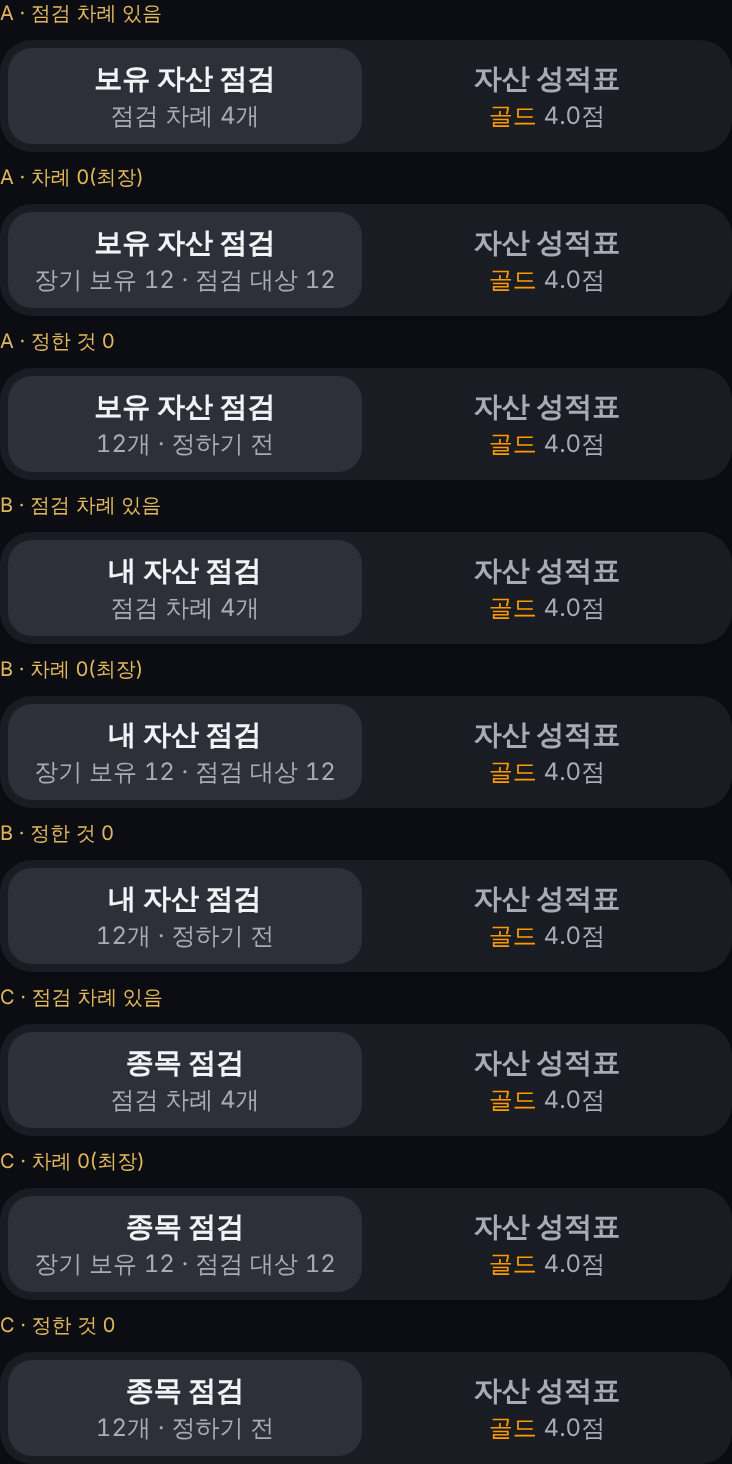 A · 점검 차례 있음
보유 자산 점검
자산 성적표
점검 차례 4개
골드 4.0점
A · 차례 0(최장)
보유 자산 점검
자산 성적표
장기 보유 12 · 점검 대상 12
골드 4.0점
A · 정한 것 0
보유 자산 점검
자산 성적표
12개 · 정하기 전
골드 4.0점
B · 점검 차례 있음
내 자산 점검
자산 성적표
점검 차례 4개
골드 4.0점
B · 차례 0(최장)
내 자산 점검
자산 성적표
장기 보유 12 · 점검 대상 12
골드 4.0점
B · 정한 것 0
내 자산 점검
자산 성적표
12개 · 정하기 전
골드 4.0점
C · 점검 차례 있음
종목 점검
자산 성적표
점검 차례 4개
골드 4.0점
C · 차례 0(최장)
종목 점검
자산 성적표
장기 보유 12 · 점검 대상 12
골드 4.0점
C · 정한 것 0
종목 점검
자산 성적표
12개 · 정하기 전
골드 4.0점